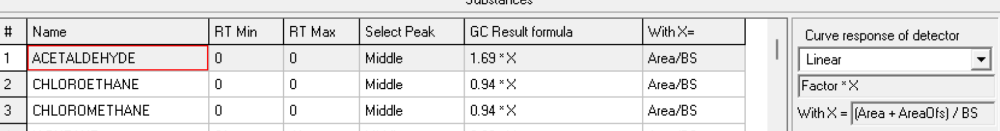 Substances
# Name RT Min RT Max Select Peak GC Result formula With X=
1 ACETALDEHYDE 0 0 Middle 1.69 * X Area/BS
2 CHLOROETHANE 0 0 Middle 0.94 * X Area/BS
3 CHLOROMETHANE 0 0 Middle 0.94 * X Area/BS
Curve response of detector
Linear
Factor * X
With X = (Area + AreaOfs) / BS